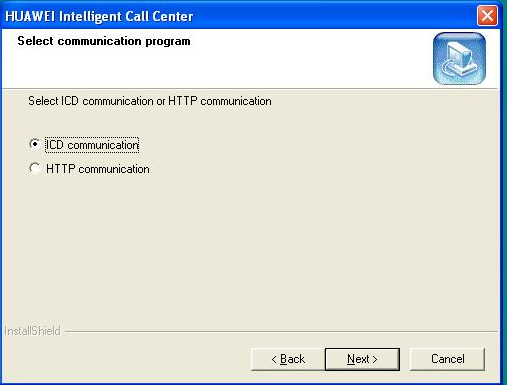 HUAWEI Intelligent Call Center
Select communication program
Select ICD communication or HTTP communication
ICD communication
HTTP communication
InstallShield
< Back Next > Cancel